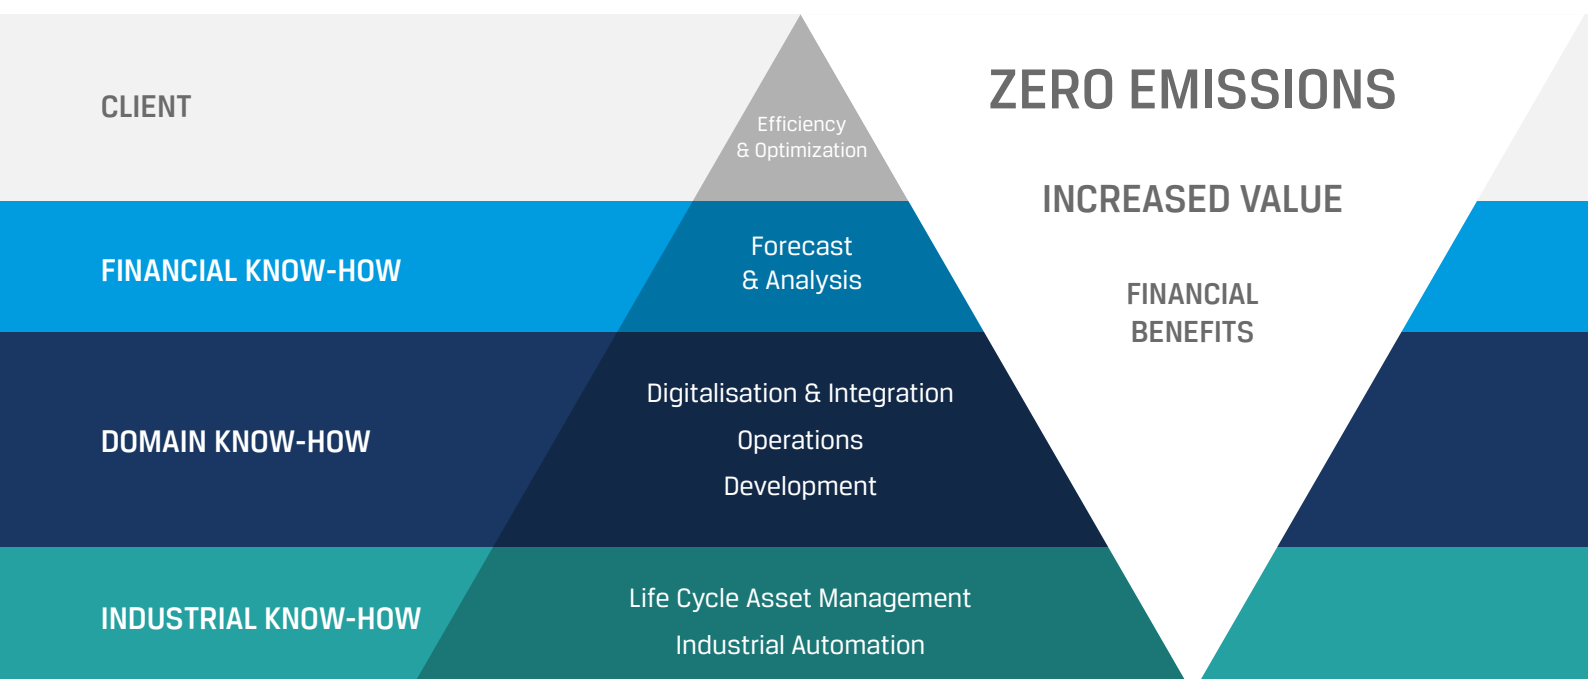 CLIENT
Efficiency
& Optimization
ZERO EMISSIONS
INCREASED VALUE
FINANCIAL KNOW-HOW
Forecast
& Analysis
FINANCIAL
BENEFITS
DOMAIN KNOW-HOW
Digitalisation & Integration
Operations
Development
INDUSTRIAL KNOW-HOW
Life Cycle Asset Management
Industrial Automation